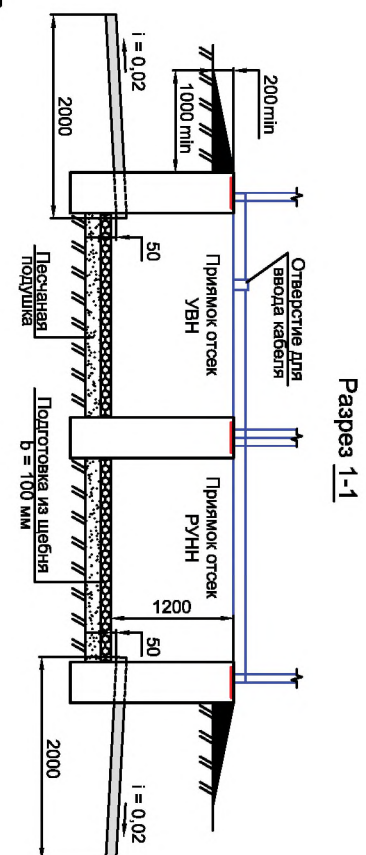 Разрез 1-1
200min
1000 min
i = 0,02
2000
50
Отверстие для
ввода кабеля
Приямок отсек
УВН
Приямок отсек
РУНН
1200
50
i = 0,02
2000
Песчаная
подушка
Подготовка из щебня
b = 100 мм